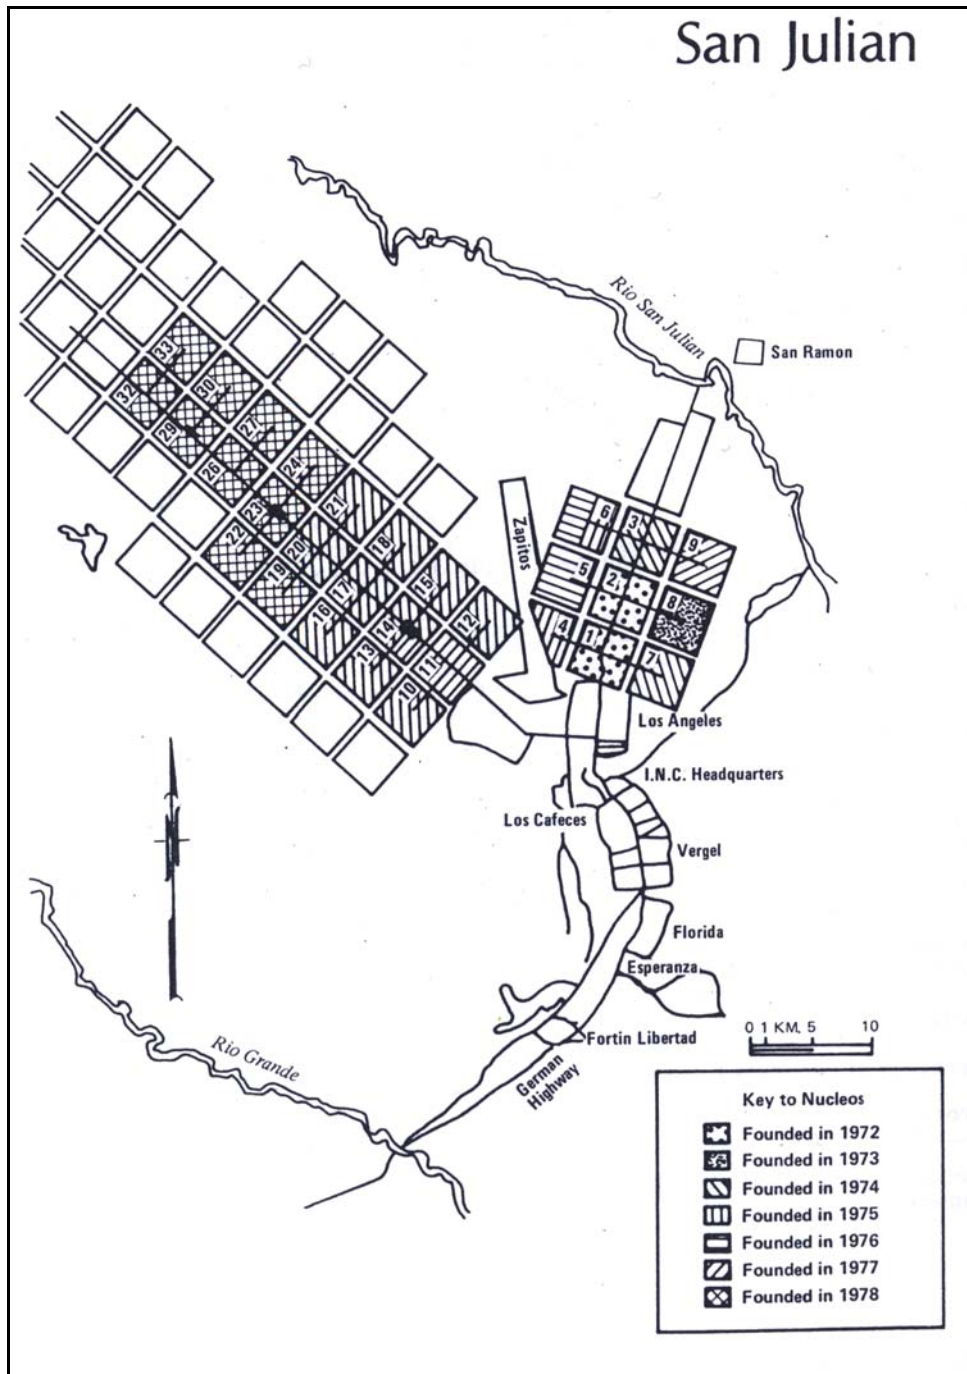 San Julian
Rio San Julian
San Ramon
33
32
30
29
27
26
24
23
22
21
20
19
18
17
16
15
14
13
12
11
10
Zapitos
6
3
9
5
2
8
4
1
7
Los Angeles
I.N.C. Headquarters
Los Cafeces
Vergel
Florida
Esperanza
Fortin Libertad
German
Highway
Rio Grande
0 1 KM. 5 10
Key to Nucleos
Founded in 1972
Founded in 1973
Founded in 1974
Founded in 1975
Founded in 1976
Founded in 1977
Founded in 1978